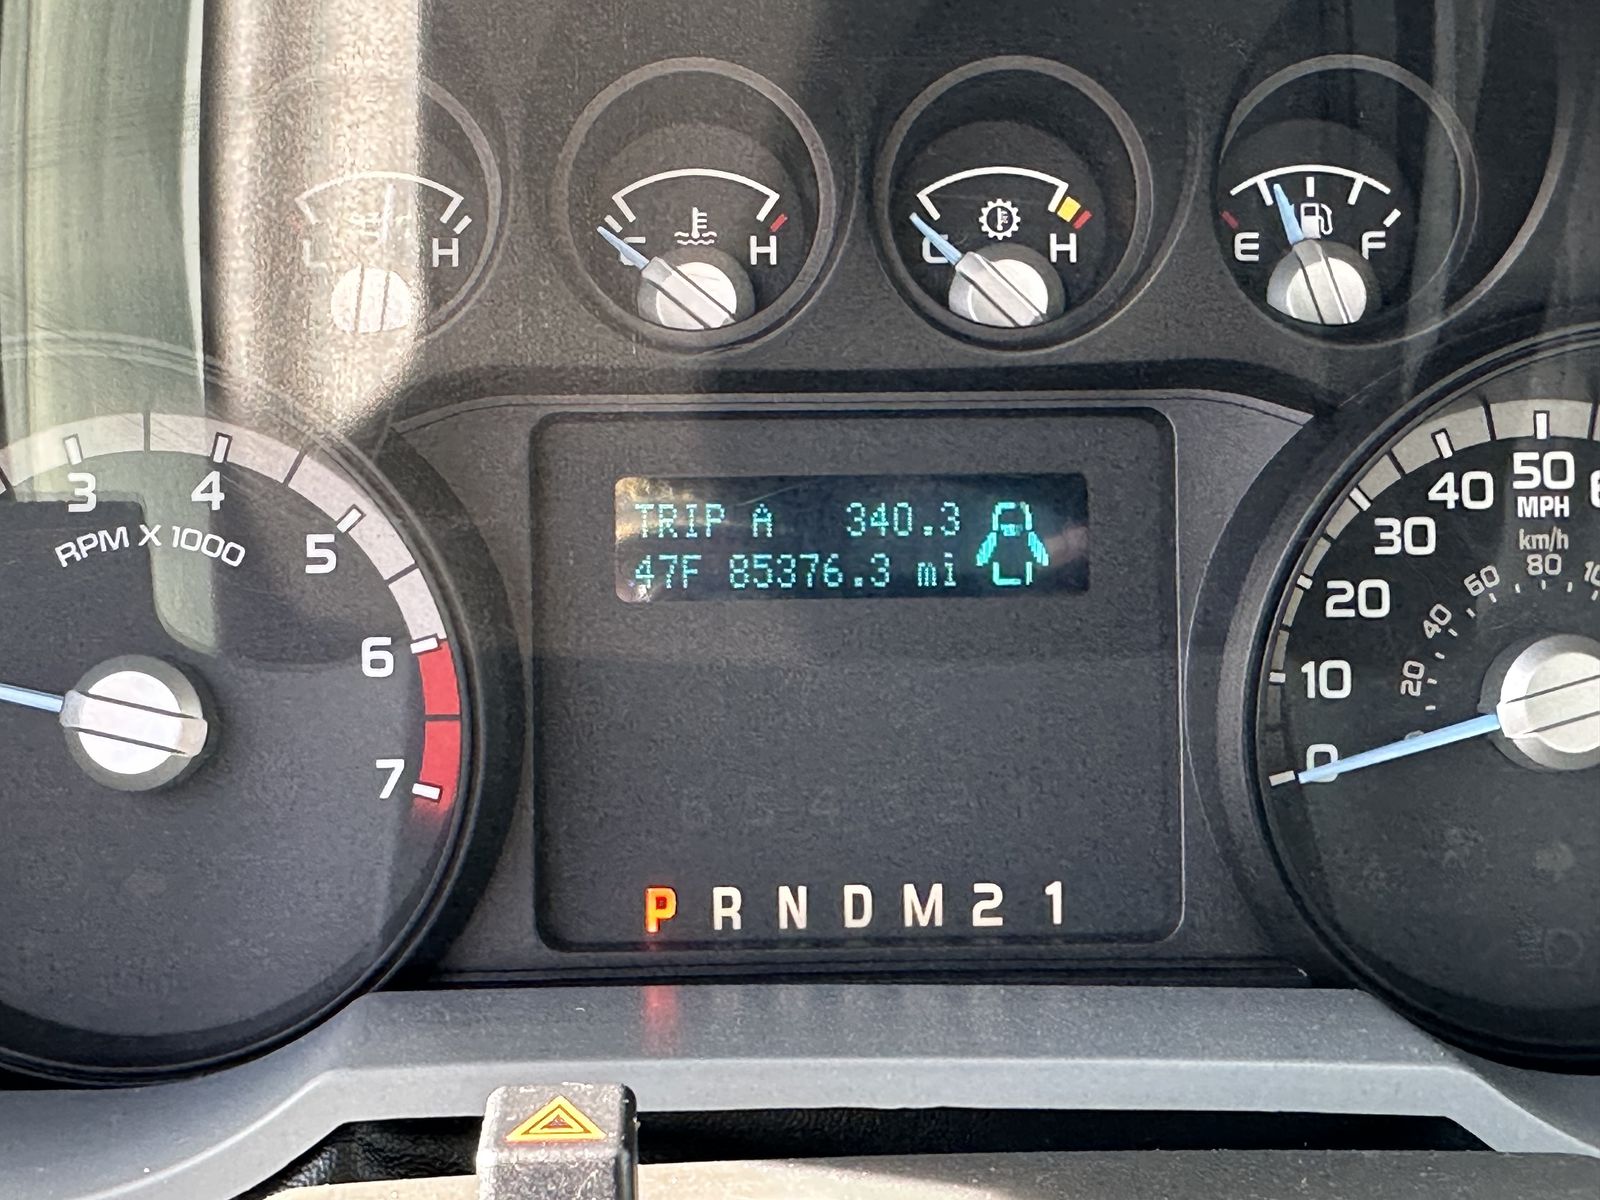 L H
C H
C H
E F
3 4 5 6 7
RPM X 1000
TRIP A 340.3
47F 85376.3 mi
0 10 20 30 40 50
MPH
km/h
20 40 60 80
P R N D M 2 1